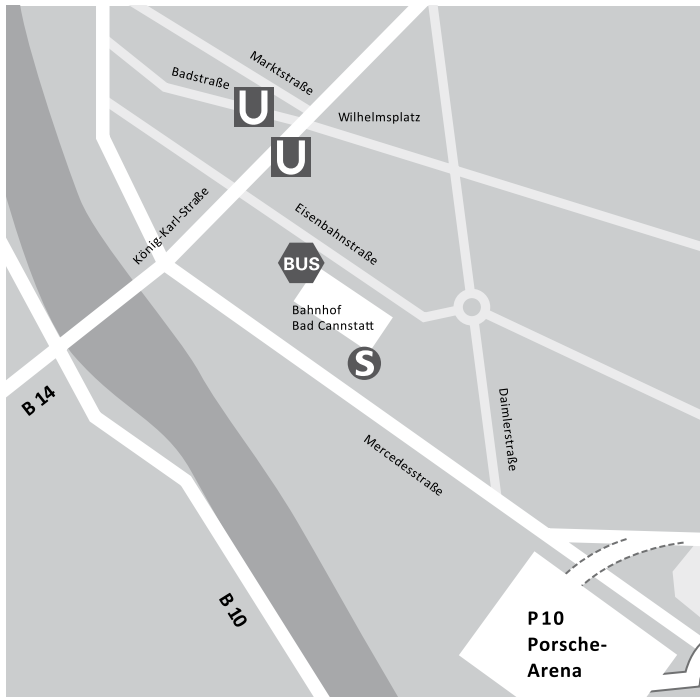 Marktstraße
Badstraße
U
Wilhelmsplatz
U
König-Karl-Straße
Eisenbahnstraße
BUS
Bahnhof
Bad Cannstatt
S
B 14
Daimlerstraße
Mercedesstraße
B 10
P10
Porsche-
Arena